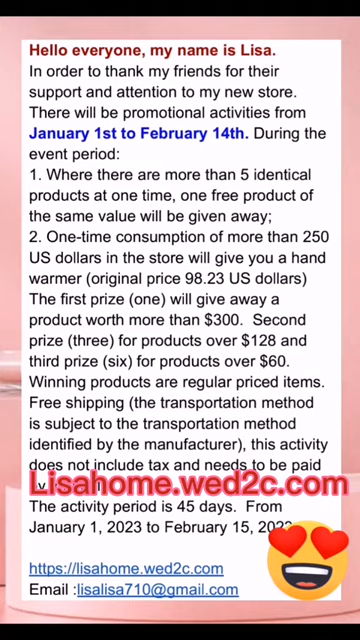 Hello everyone, my name is Lisa.
In order to thank my friends for their
support and attention to my new store.
There will be promotional activities from
January 1st to February 14th. During the
event period:
1. Where there are more than 5 identical
products at one time, one free product of
the same value will be given away;
2. One-time consumption of more than 250
US dollars in the store will give you a hand
warmer (original price 98.23 US dollars)
The first prize (one) will give away a
product worth more than $300. Second
prize (three) for products over $128 and
third prize (six) for products over $60.
Winning products are regular priced items.
Free shipping (the transportation method
is subject to the transportation method
identified by the manufacturer), this activity
does not include tax and needs to be paid
Lisahome.wed2c.com
The activity period is 45 days. From
January 1, 2023 to February 15,
https://lisahome.wed2c.com
Email :lisalisa710@gmail.com